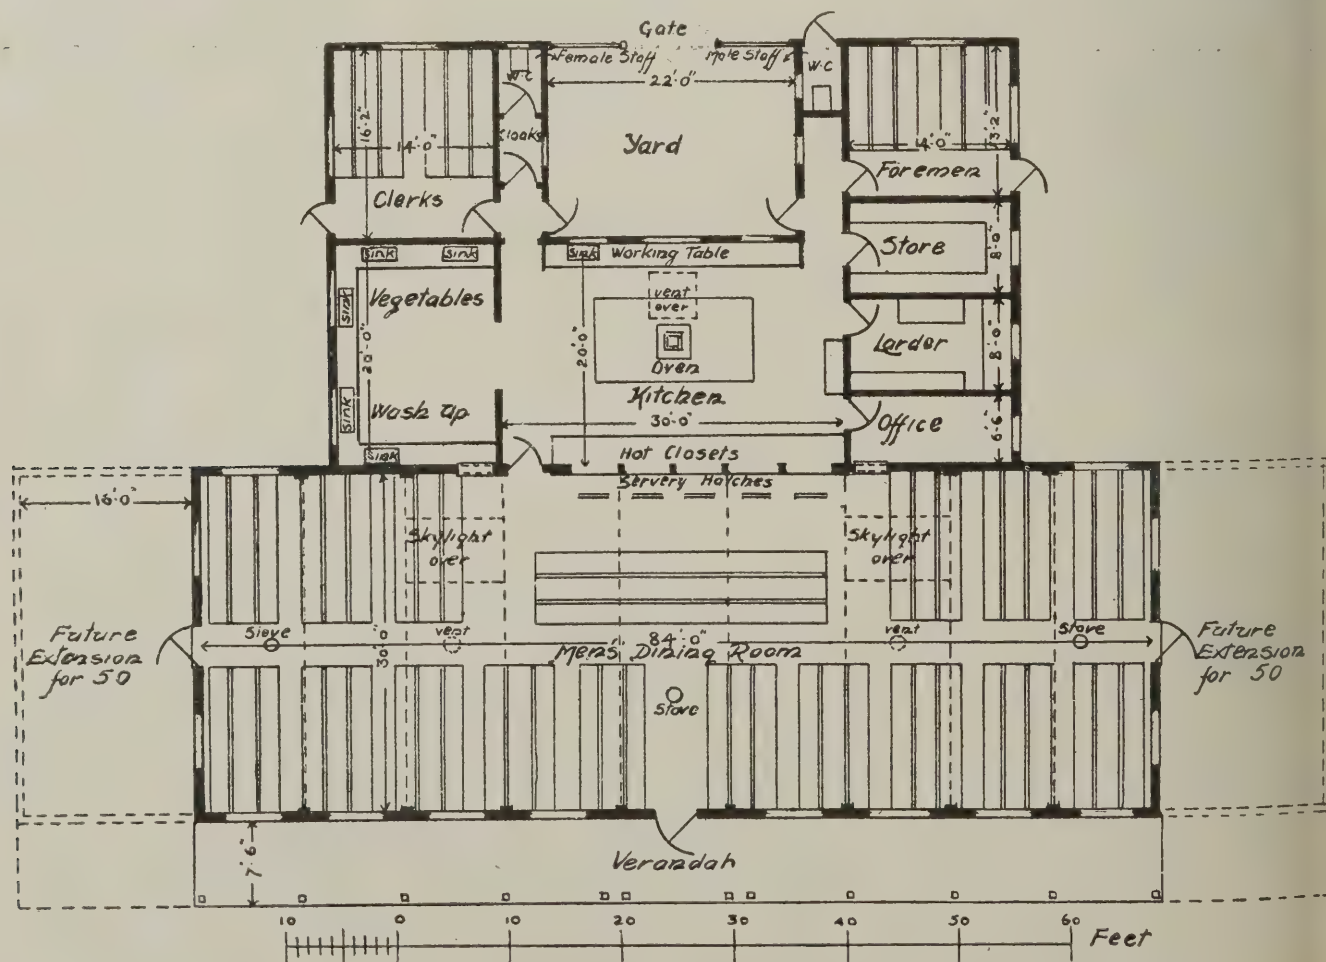 Gate
Female Staff
Male Staff
W.C
W.C
22'·0"
16'·2"
14'·0"
Cloaks
Yard
14'·0"
13'·2"
Foremen
Clerks
Store
8'·0"
Sink
Sink
Sink
Working Table
vent
over
Vegetables
Sink
20'·0"
20'·0"
Oven
Larder
8'·0"
Kitchen
Wash Up
Sink
30'·0"
Office
6'·6"
Sink
Hot Closets
Servery Hatches
16'·0"
Skylight
over
Skylight
over
Future
Extension
for 50
Stove
vent
84'·0"
vent
Stove
Future
Extension
for 50
Men's Dining Room
30'·0"
Stove
7'·6"
Verandah
10 0 10 20 30 40 50 60
Feet